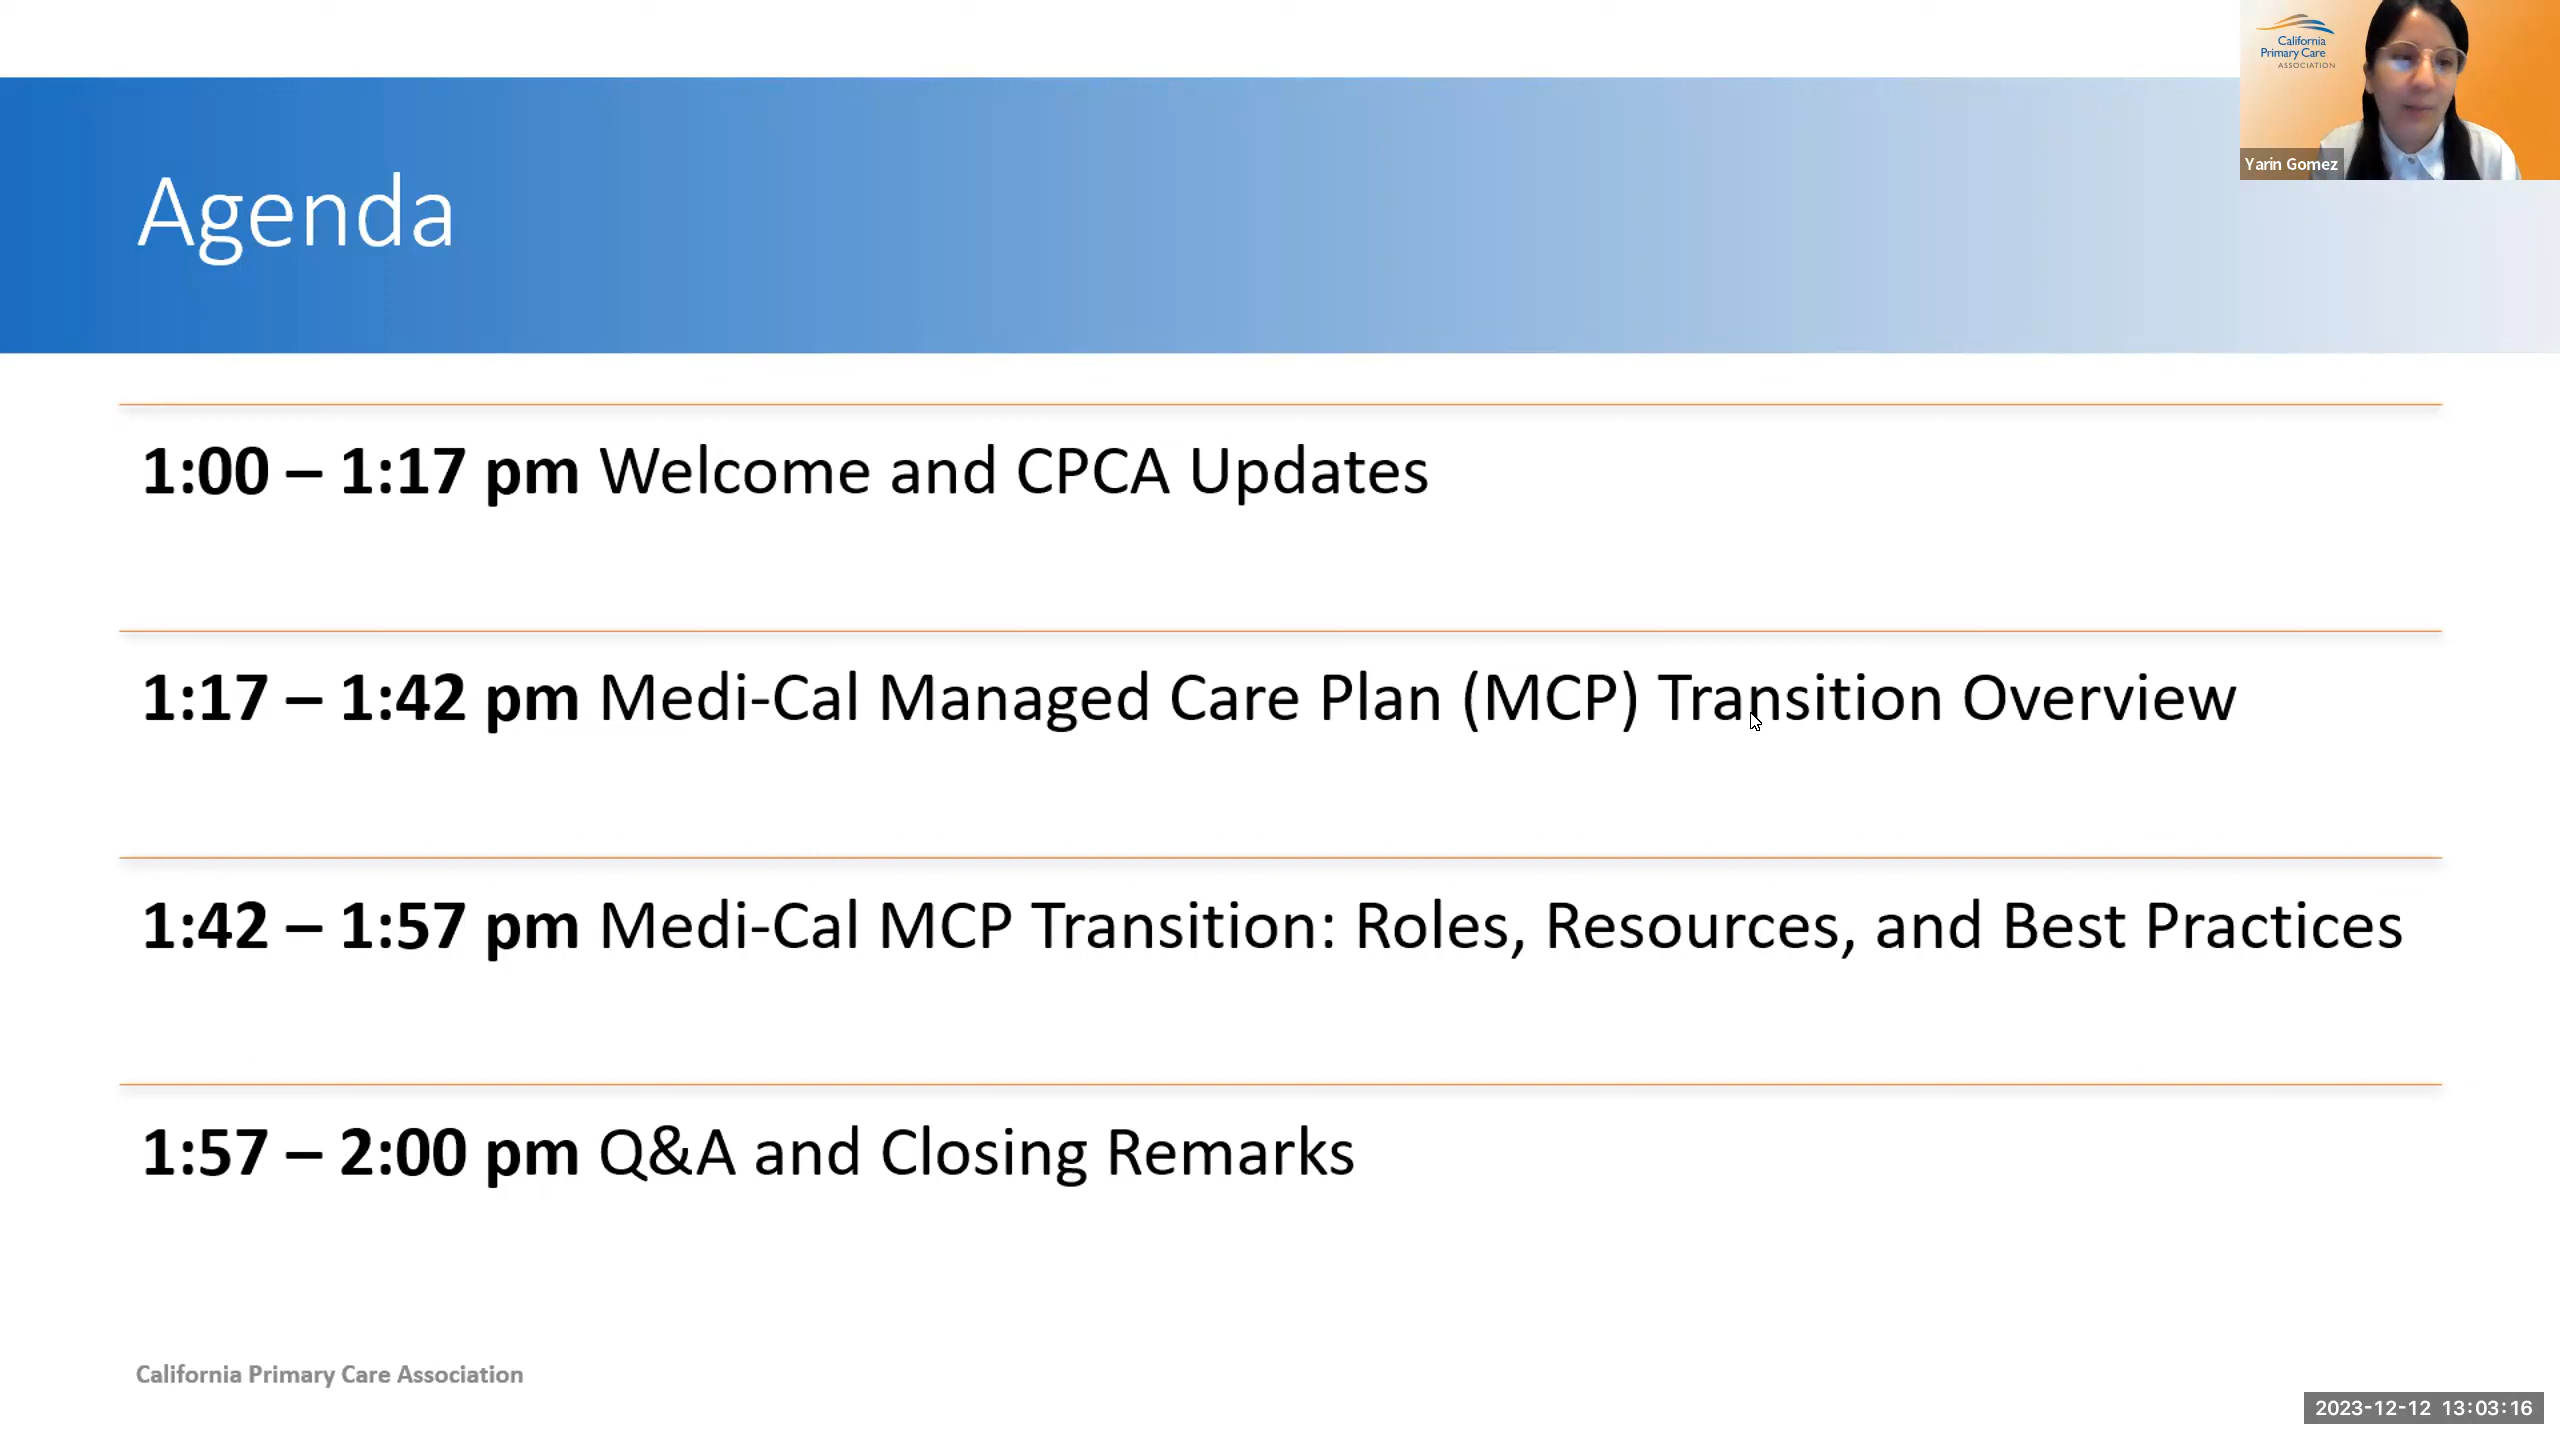 California
Primary Care
ASSOCIATION
Yarin Gomez
Agenda
1:00 – 1:17 pm Welcome and CPCA Updates
1:17 – 1:42 pm Medi-Cal Managed Care Plan (MCP) Transition Overview
1:42 – 1:57 pm Medi-Cal MCP Transition: Roles, Resources, and Best Practices
1:57 – 2:00 pm Q&A and Closing Remarks
California Primary Care Association
2023-12-12 13:03:16